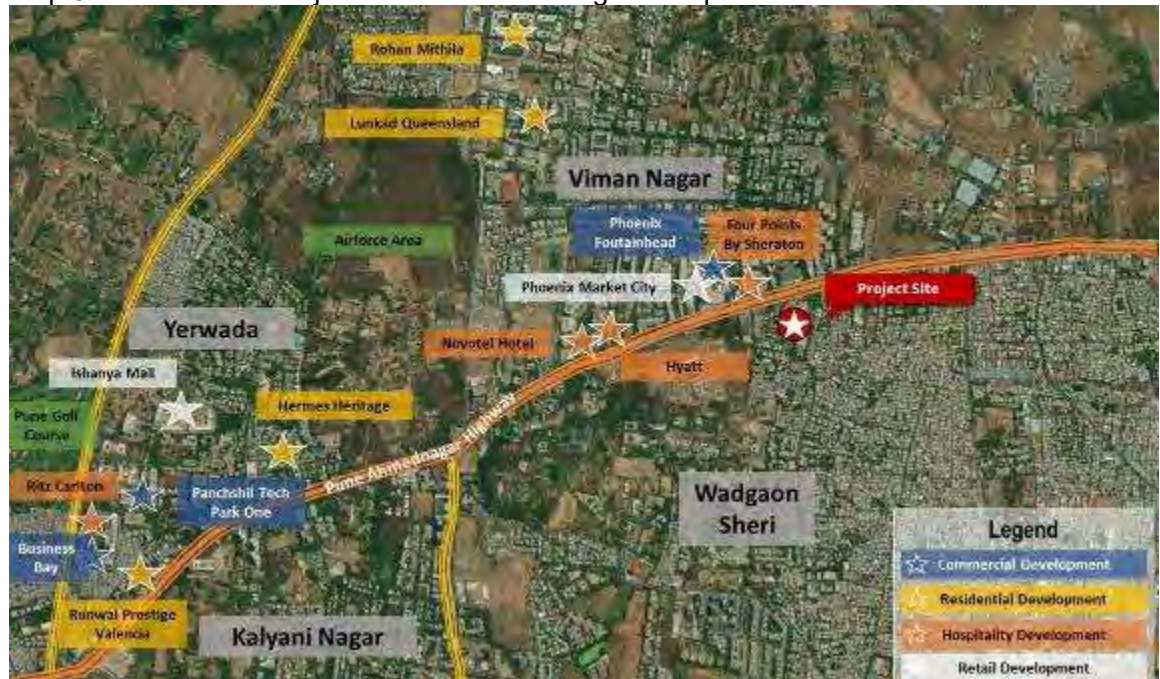 Rohan Mithila
Lunkad Queensland
Viman Nagar
Phoenix
Foutainhead
Four Points
By Sheraton
Airforce Area
Phoenix Market City
Project Site
Yerwada
Novotel Hotel
Hyatt
Ishanya Mall
Hermes Heritage
Pune Golf
Course
Pune Ahmednagar Highway
Ritz Carlton
Panchshil Tech
Park One
Wadgaon
Sheri
Business
Bay
Runwal Prestige
Valencia
Kalyani Nagar
Legend
Commercial Development
Residential Development
Hospitality Development
Retail Development